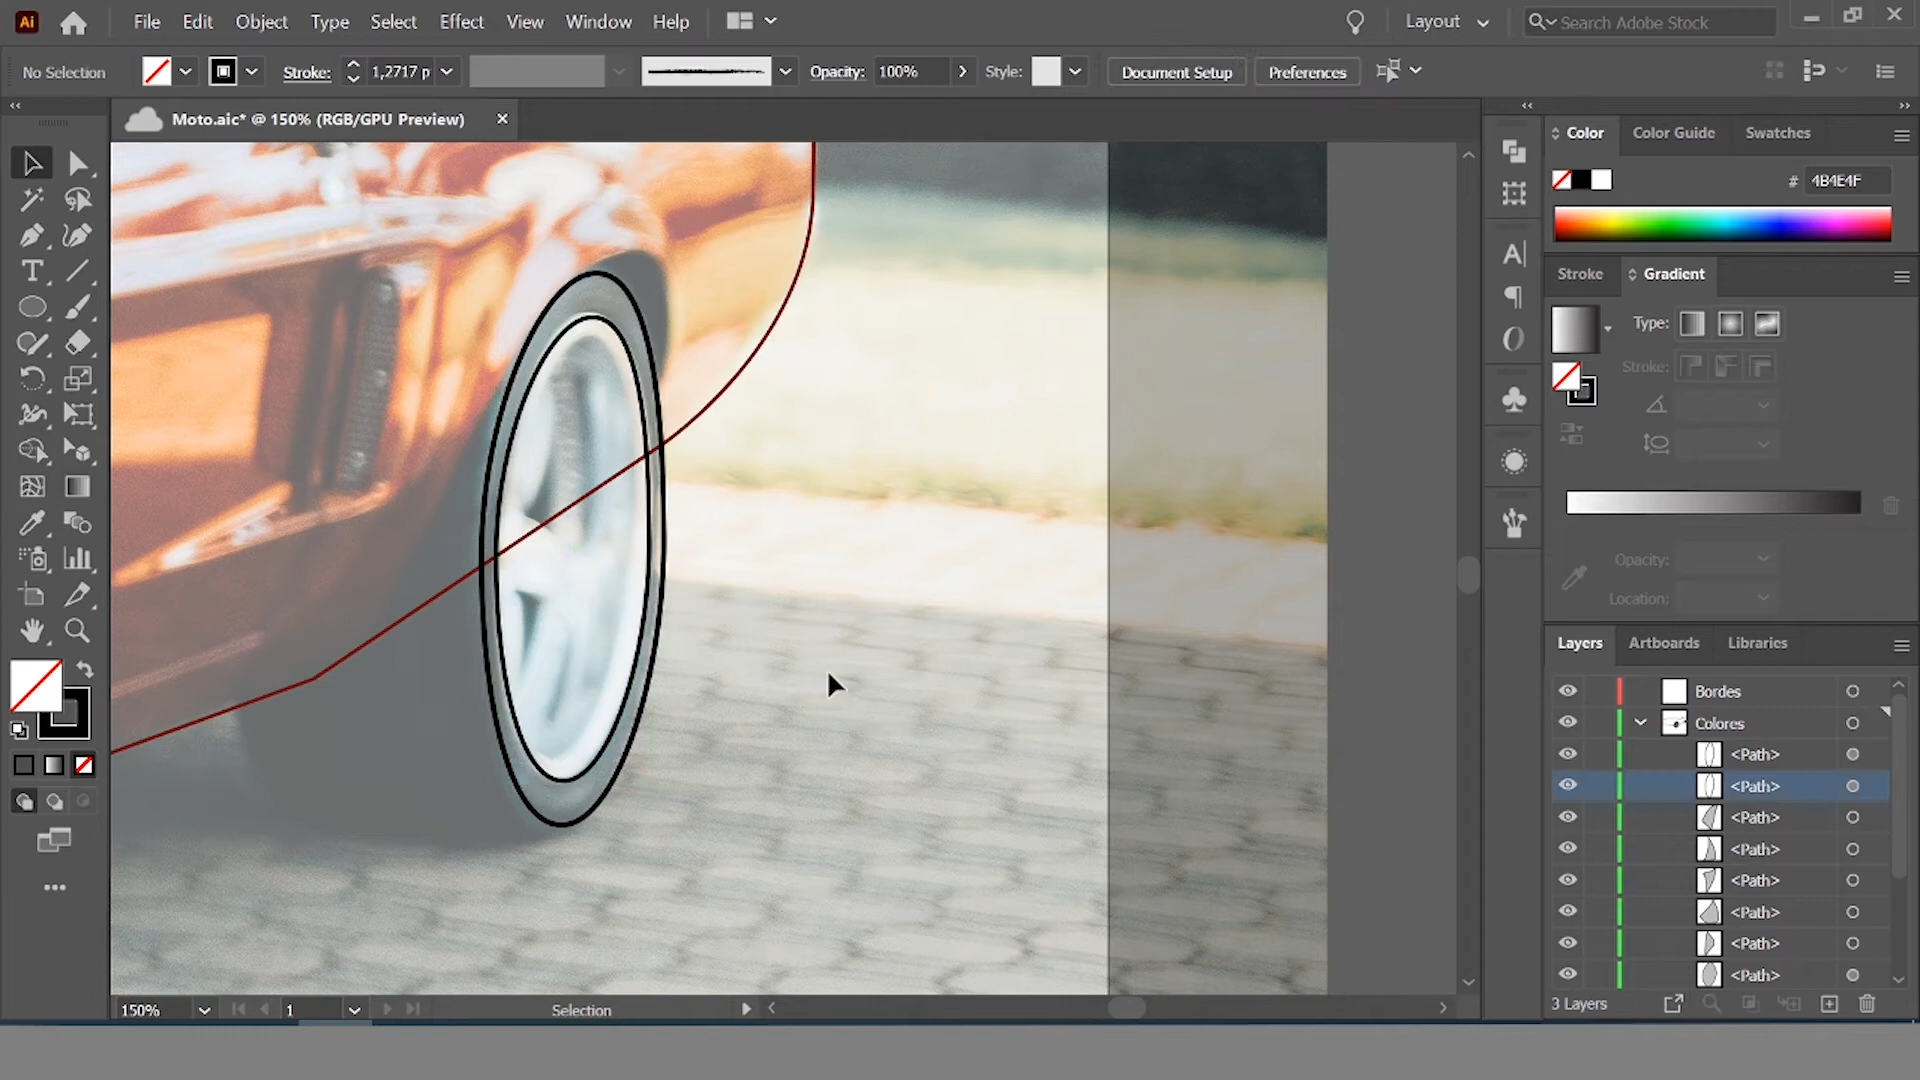 Ai File Edit Object Type Select Effect View Window Help Layout Search Adobe Stock
No Selection Stroke: 1,2717 p Opacity: 100% Style: Document Setup Preferences
Moto.aic* @ 150% (RGB/GPU Preview)
Color Color Guide Swatches
# 4B4E4F
Stroke Gradient
Type:
Stroke:
Opacity:
Location:
Layers Artboards Libraries
Bordes
Colores
<Path>
<Path>
<Path>
<Path>
<Path>
<Path>
<Path>
<Path>
3 Layers
150% 1 Selection